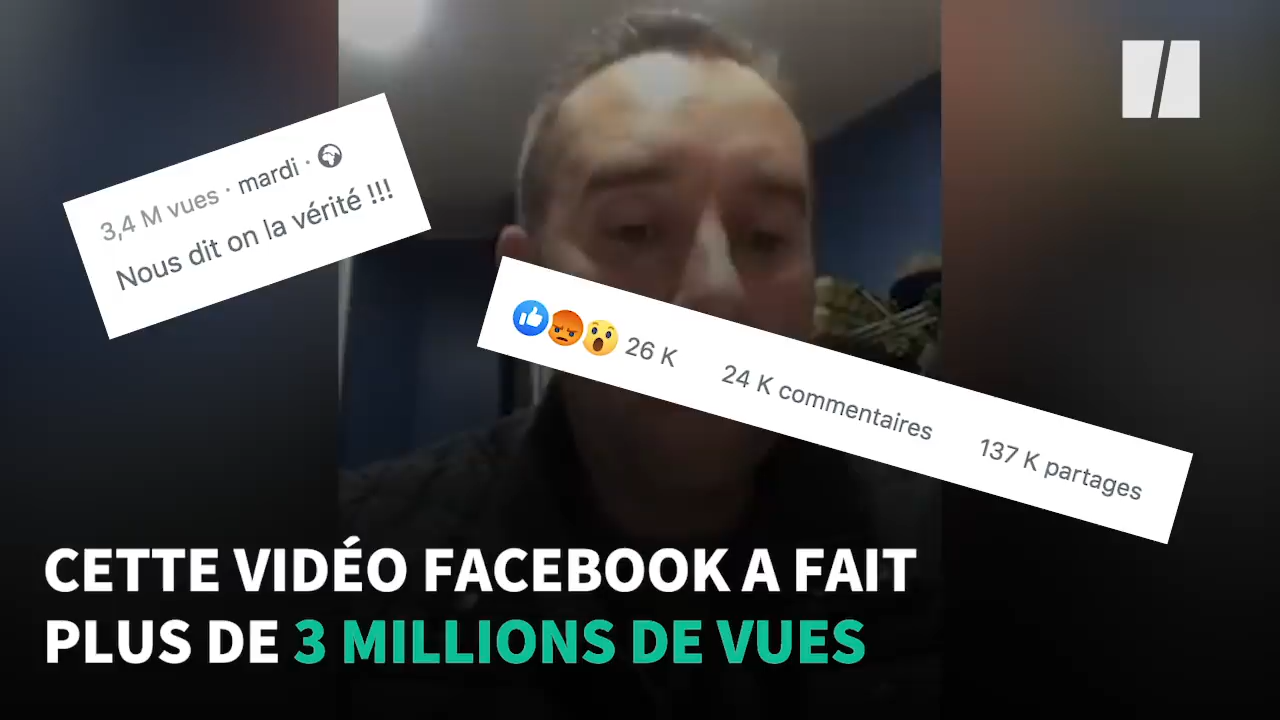 3,4 M vues · mardi ·
Nous dit on la vérité !!!
26 K 24 K commentaires 137 K partages
CETTE VIDÉO FACEBOOK A FAIT
PLUS DE 3 MILLIONS DE VUES